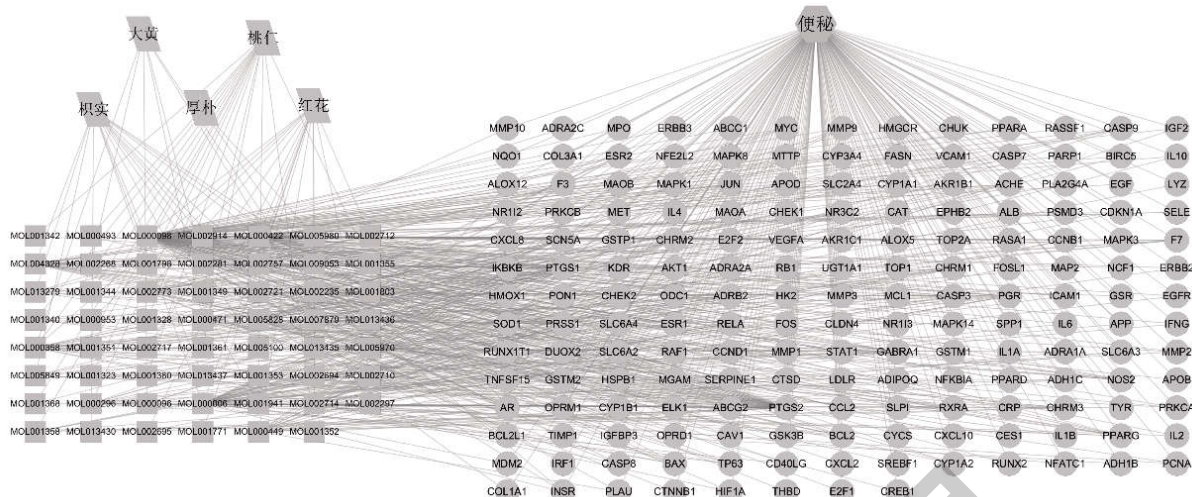 便秘
大黄 桃仁
枳实 厚朴 红花
MMP10 ADRA2C MPO ERBB3 ABCC1 MYC MMP9 HMGCR CHUK PPARA RASSF1 CASP9 IGF2
NQO1 COL3A1 ESR2 NFE2L2 MAPK8 MTTP CYP3A4 FASN VCAM1 CASP7 PARP1 BIRC5 IL10
ALOX12 F3 MAOB MAPK1 JUN APOD SLC2A4 CYP1A1 AKR1B1 ACHE PLA2G4A EGF LYZ
NR1I2 PRKCB MET IL4 MAOA CHEK1 NR3C2 CAT EPHB2 ALB PSMD3 CDKN1A SELE
MOL001342 MOL000493 MOL000098 MOL002914 MOL000422 MOL005980 MOL002712
CXCL8 SCN5A GSTP1 CHRM2 E2F2 VEGFA AKR1C1 ALOX5 TOP2A RASA1 CCNB1 MAPK3 F7
MOL004328 MOL002268 MOL001798 MOL002281 MOL002757 MOL009053 MOL001355
IKBKB PTGS1 KDR AKT1 ADRA2A RB1 UGT1A1 TOP1 CHRM1 FOSL1 MAP2 NCF1 ERBB2
MOL013279 MOL001344 MOL002773 MOL001349 MOL002721 MOL002235 MOL001803
HMOX1 PON1 CHEK2 ODC1 ADRB2 HK2 MMP3 MCL1 CASP3 PGR ICAM1 GSR EGFR
MOL001340 MOL000953 MOL001328 MOL000471 MOL005828 MOL007879 MOL013436
SOD1 PRSS1 SLC6A4 ESR1 RELA FOS CLDN4 NR1I3 MAPK14 SPP1 IL6 APP IFNG
MOL000358 MOL001351 MOL002717 MOL001361 MOL005100 MOL013435 MOL005970
RUNX1T1 DUOX2 SLC6A2 RAF1 CCND1 MMP1 STAT1 GABRA1 GSTM1 IL1A ADRA1A SLC6A3 MMP2
MOL005849 MOL001323 MOL001360 MOL013437 MOL001353 MOL002694 MOL002710
TNFSF15 GSTM2 HSPB1 MGAM SERPINE1 CTSD LDLR ADIPOQ NFKBIA PPARD ADH1C NOS2 APOB
MOL001368 MOL000296 MOL000096 MOL000006 MOL001941 MOL002714 MOL002297
AR OPRM1 CYP1B1 ELK1 ABCG2 PTGS2 CCL2 SLPI RXRA CRP CHRM3 TYR PRKCA
MOL001358 MOL013430 MOL002695 MOL001771 MOL000449 MOL001352
BCL2L1 TIMP1 IGFBP3 OPRD1 CAV1 GSK3B BCL2 CYCS CXCL10 CES1 IL1B PPARG IL2
MDM2 IRF1 CASP8 BAX TP63 CD40LG CXCL2 SREBF1 CYP1A2 RUNX2 NFATC1 ADH1B PCNA
COL1A1 INSR PLAU CTNNB1 HIF1A THBD E2F1 CREB1